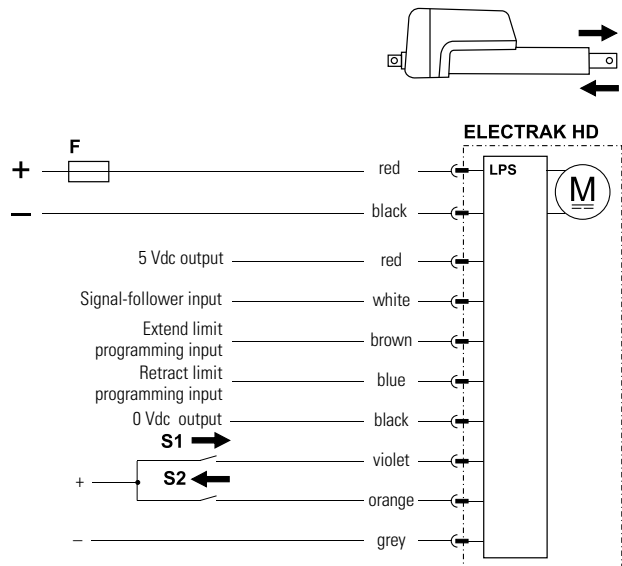 ELECTRAK HD
F
+ red LPS
M
– black
5 Vdc output red
Signal-follower input white
Extend limit
programming input brown
Retract limit
programming input blue
0 Vdc output black
S1
violet
+ S2
orange
– grey